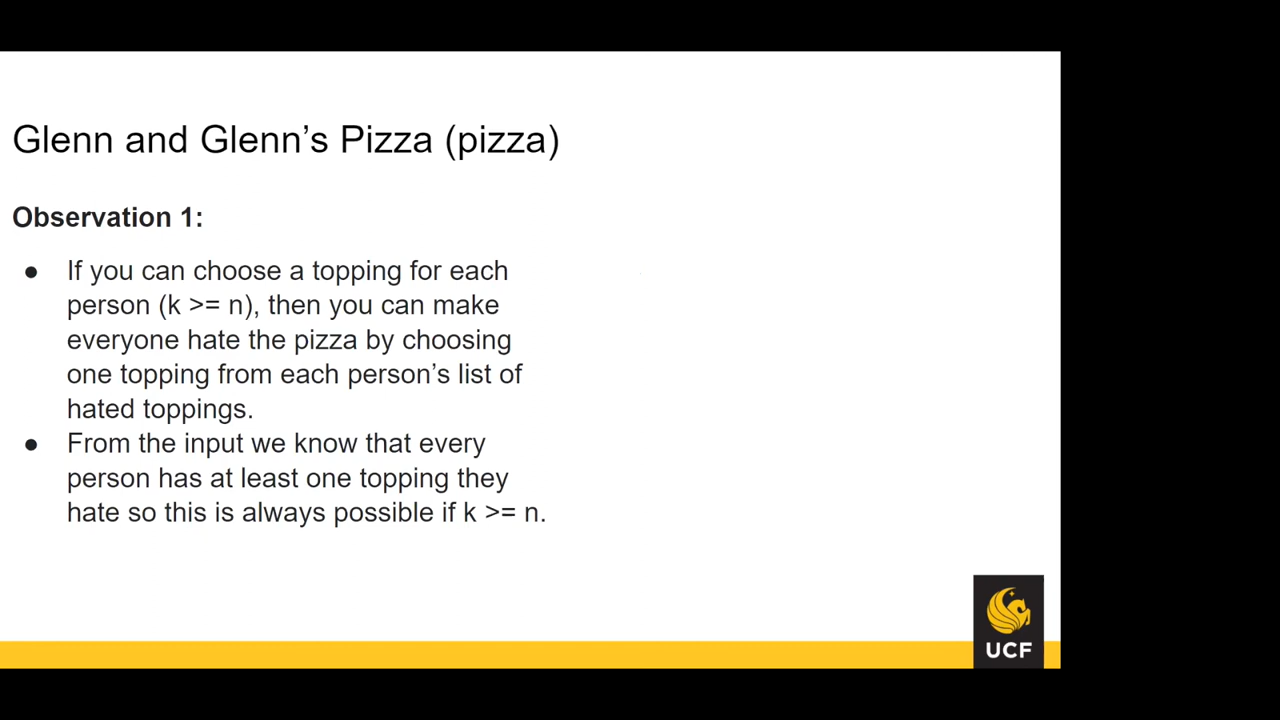 Glenn and Glenn’s Pizza (pizza)
Observation 1:
● If you can choose a topping for each
person (k >= n), then you can make
everyone hate the pizza by choosing
one topping from each person’s list of
hated toppings.
● From the input we know that every
person has at least one topping they
hate so this is always possible if k >= n.
UCF